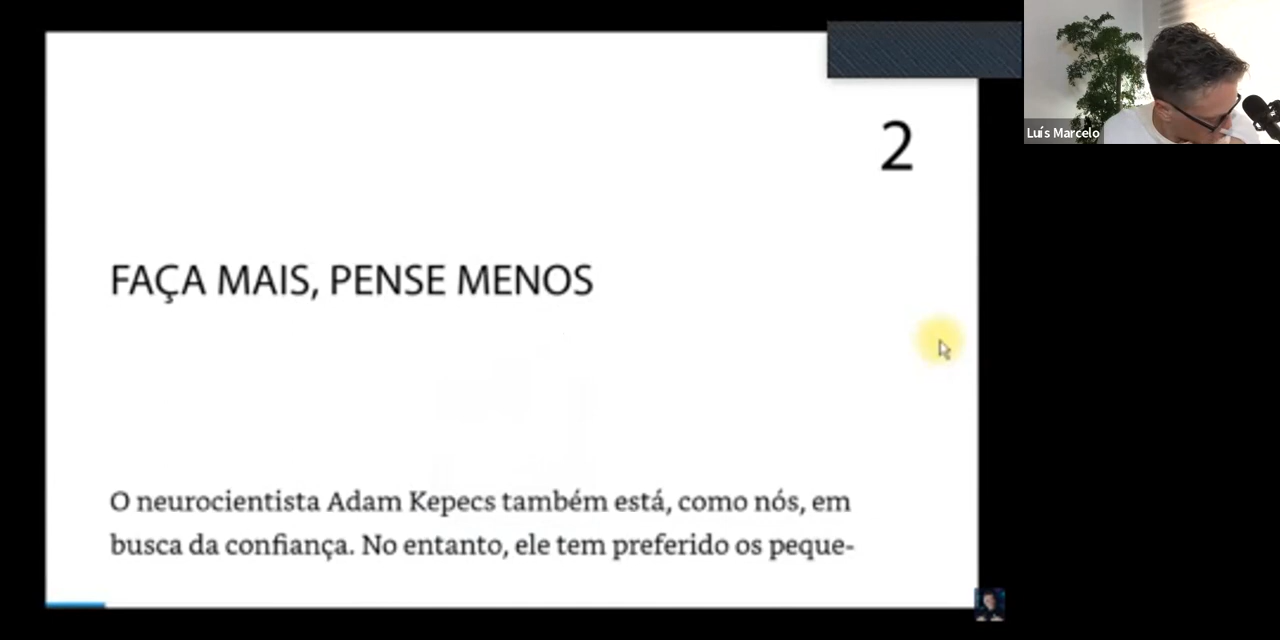 2
FAÇA MAIS, PENSE MENOS
O neurocientista Adam Kepecs também está, como nós, em
busca da confiança. No entanto, ele tem preferido os peque-
Luís Marcelo